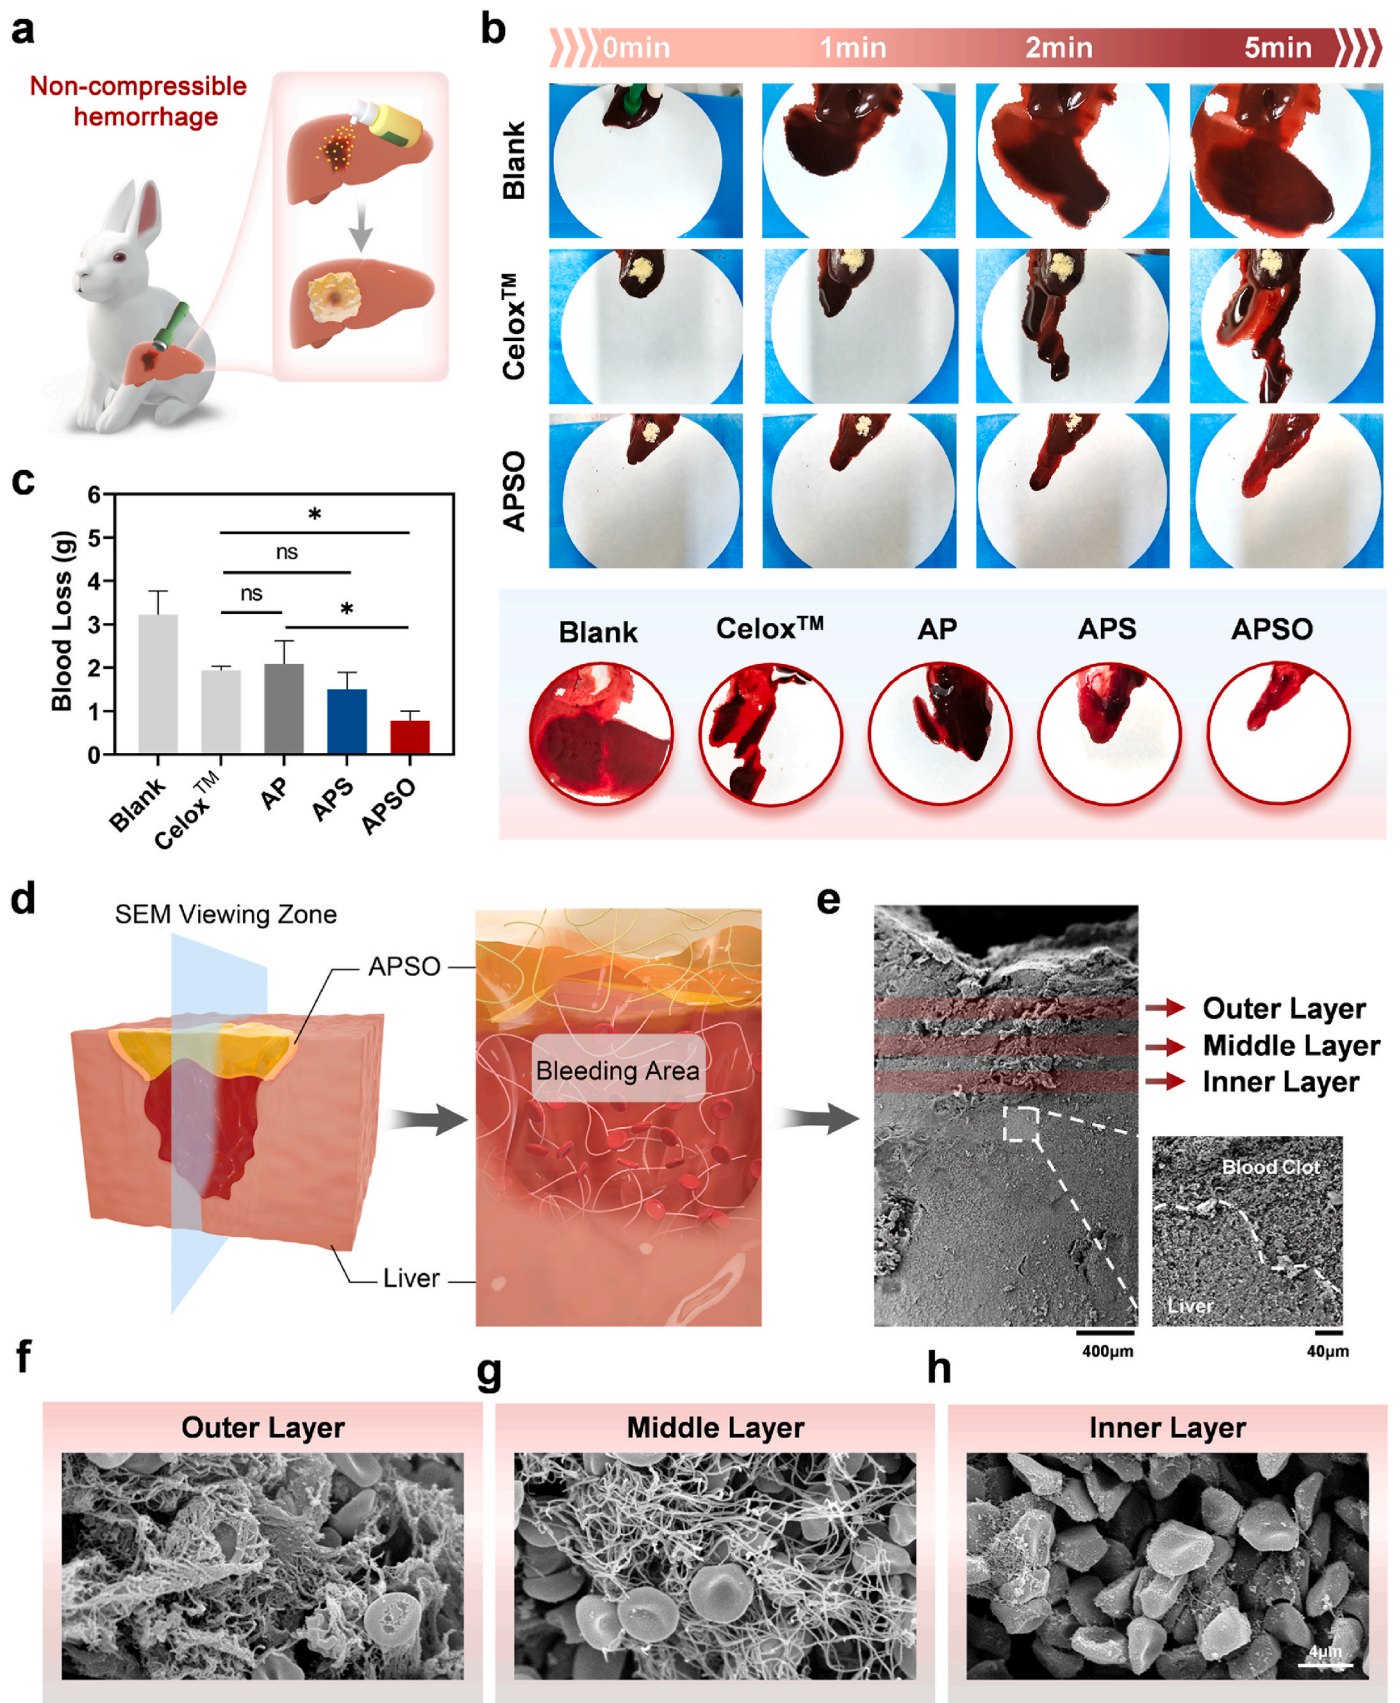 a
Non-compressible
hemorrhage
b
0min 1min 2min 5min
Blank
Celox™
APSO
Blank Celox™ AP APS APSO
c
Blood Loss (g)
6
5
4
3
2
1
0
*
ns
ns
*
Blank Celox™ AP APS APSO
d
SEM Viewing Zone
APSO
Bleeding Area
Liver
e
Outer Layer
Middle Layer
Inner Layer
Blood Clot
Liver
400μm
40μm
f
Outer Layer
g
Middle Layer
h
Inner Layer
4μm